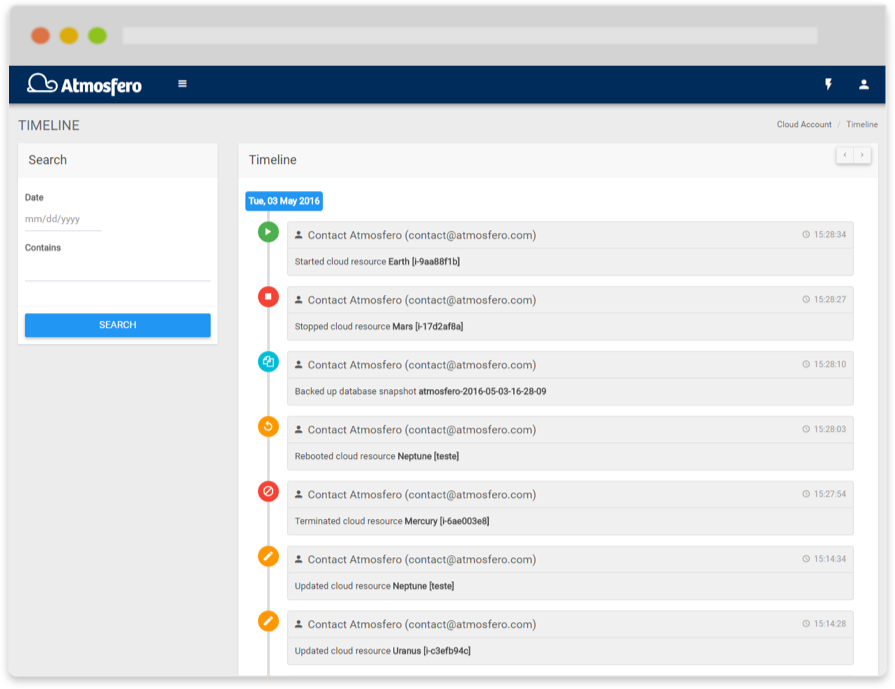 Atmosfero
TIMELINE
Cloud Account / Timeline
Search
Date
mm/dd/yyyy
Contains
SEARCH
Timeline
Tue, 03 May 2016
Contact Atmosfero (contact@atmosfero.com) 15:28:34
Started cloud resource Earth [i-9aa88f1b]
Contact Atmosfero (contact@atmosfero.com) 15:28:27
Stopped cloud resource Mars [i-17d2af8a]
Contact Atmosfero (contact@atmosfero.com) 15:28:10
Backed up database snapshot atmosfero-2016-05-03-16-28-09
Contact Atmosfero (contact@atmosfero.com) 15:28:03
Rebooted cloud resource Neptune [teste]
Contact Atmosfero (contact@atmosfero.com) 15:27:54
Terminated cloud resource Mercury [i-6ae003e8]
Contact Atmosfero (contact@atmosfero.com) 15:14:34
Updated cloud resource Neptune [teste]
Contact Atmosfero (contact@atmosfero.com) 15:14:28
Updated cloud resource Uranus [i-c3efb94c]